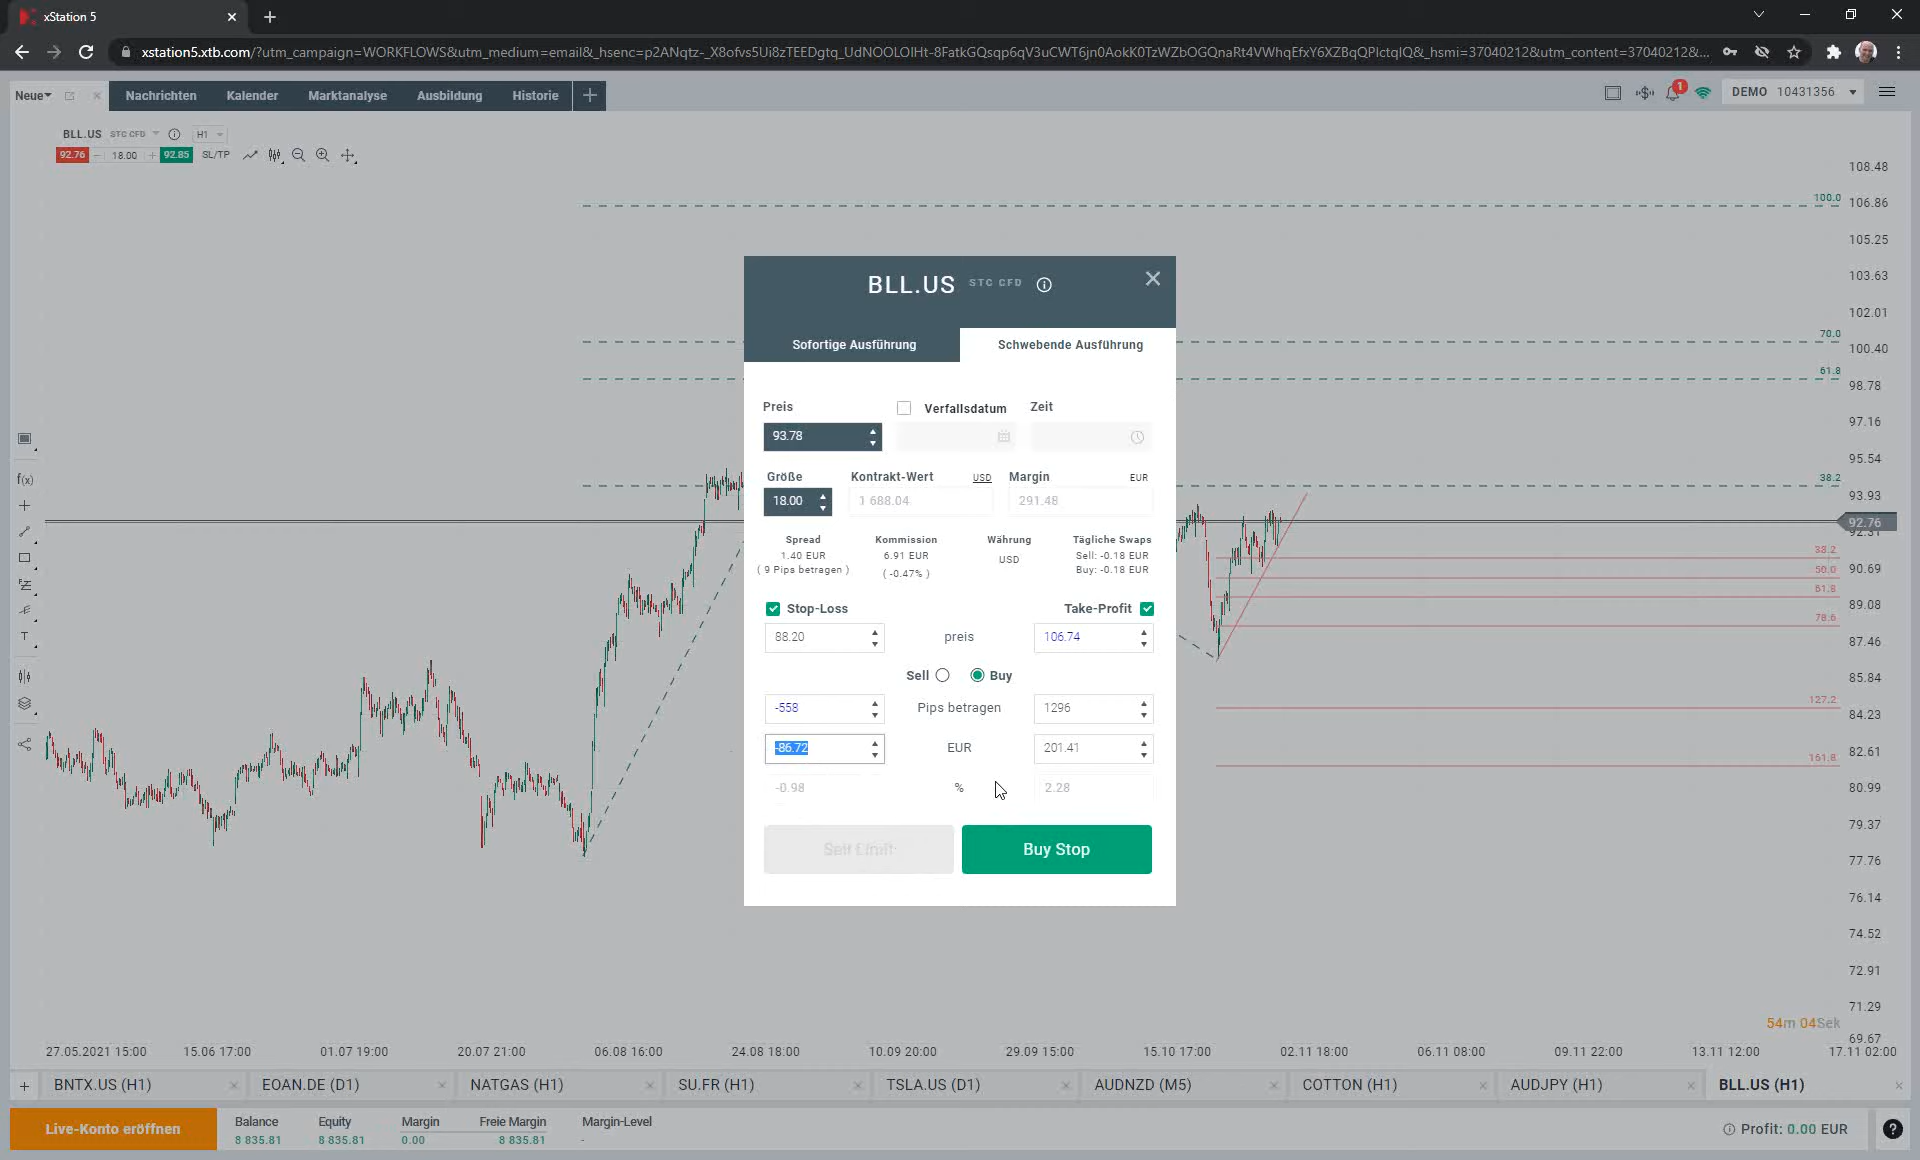 xStation 5
xstation5.xtb.com/?utm_campaign=WORKFLOWS&utm_medium=email&_hsenc=p2ANqtz-_X8ofvs5Ui8zTEEDgtq_UdNOOLOIHt-8FatkGQsqp6qV3uCWT6jn0AokK0TzWZbOGQnaRt4VWhqEfxY6XZBqQPlctqIQ&_hsmi=37040212&utm_content=37040212&...
Neue
Nachrichten
Kalender
Marktanalyse
Ausbildung
Historie
1
DEMO 10431356
BLL.US STC CFD H1
92.76 18.00 92.85 SL/TP
108.48
100.0
106.86
105.25
103.63
102.01
70.0
100.40
61.8
98.78
97.16
95.54
38.2
93.93
92.76
92.31
38.2
90.69
50.0
61.8
89.08
78.6
87.46
85.84
127.2
84.23
82.61
161.8
80.99
79.37
77.76
76.14
74.52
72.91
71.29
69.67
f(x)
T
BLL.US STC CFD
Sofortige Ausführung
Schwebende Ausführung
Preis
Verfallsdatum
Zeit
93.78
Größe
Kontrakt-Wert USD
Margin EUR
18.00
1 688.04
291.48
Spread
Kommission
Währung
Tägliche Swaps
1.40 EUR
6.91 EUR
USD
Sell: -0.18 EUR
( 9 Pips betragen )
( -0.47% )
Buy: -0.18 EUR
Stop-Loss
Take-Profit
88.20
preis
106.74
Sell
Buy
-558
Pips betragen
1296
-86.72
EUR
201.41
-0.98
%
2.28
Sell Limit
Buy Stop
54m 04Sek
27.05.2021 15:00
15.06 17:00
01.07 19:00
20.07 21:00
06.08 16:00
24.08 18:00
10.09 20:00
29.09 15:00
15.10 17:00
02.11 18:00
06.11 08:00
09.11 22:00
13.11 12:00
17.11 02:00
BNTX.US (H1)
EOAN.DE (D1)
NATGAS (H1)
SU.FR (H1)
TSLA.US (D1)
AUDNZD (M5)
COTTON (H1)
AUDJPY (H1)
BLL.US (H1)
Live-Konto eröffnen
Balance
Equity
Margin
Freie Margin
Margin-Level
8 835.81
8 835.81
0.00
8 835.81
-
Profit: 0.00 EUR